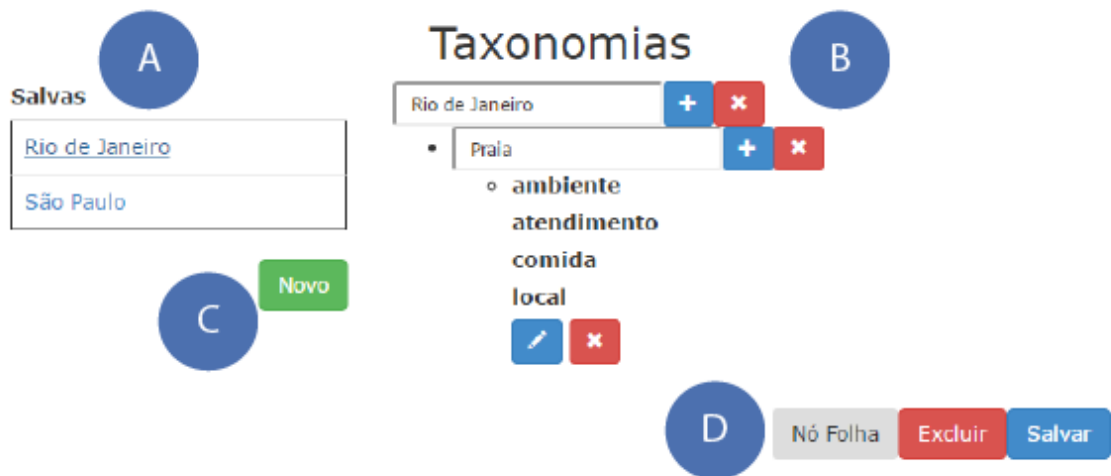 A
Taxonomias
B
Salvas
Rio de Janeiro
São Paulo
Novo
C
Rio de Janeiro
Praia
ambiente
atendimento
comida
local
D
Nó Folha Excluir Salvar